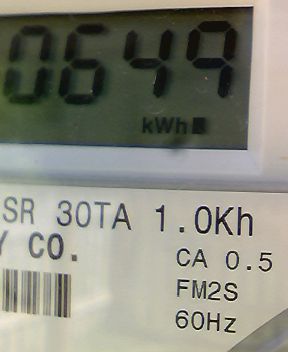 0649
kWh
SR 30TA 1.0Kh
Y CO.
CA 0.5
FM2S
60Hz